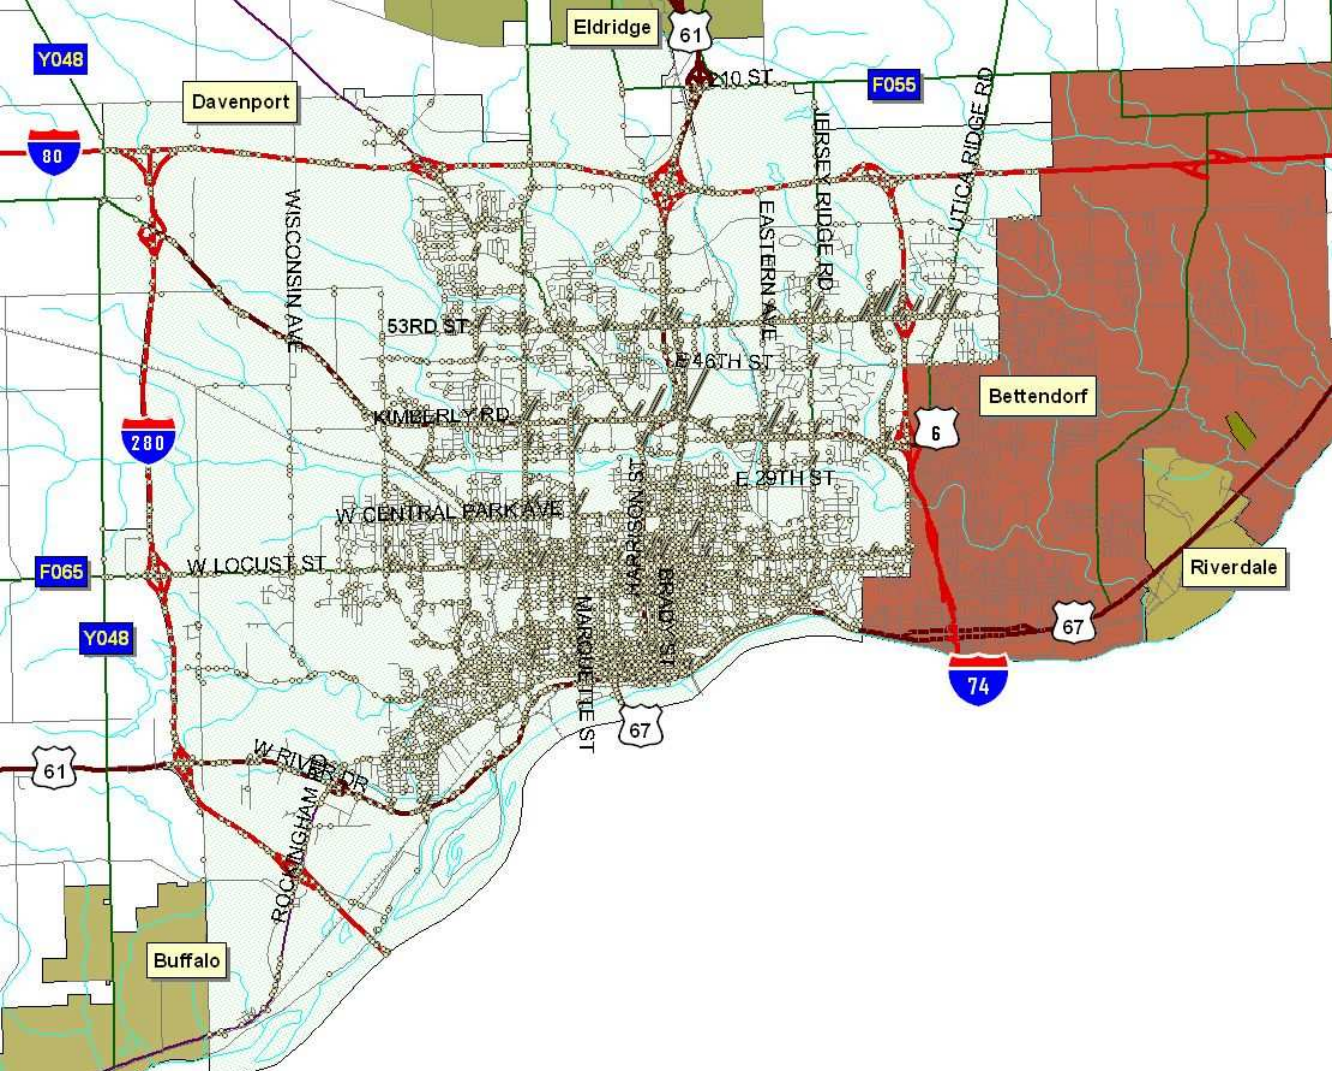 Eldridge
61
Y048
210 ST
F055
Davenport
80
JERSEY RIDGE RD
UTICA RIDGE RD
WISCONSIN AVE
EASTERN AVE
53RD ST
E 46TH ST
Bettendorf
KIMBERLY RD
6
280
E 29TH ST
HARRISON ST
W CENTRAL PARK AVE
W LOCUST ST
F065
Riverdale
BRADY ST
MARQUETTE ST
67
Y048
74
67
61
W RIVER DR
ROCKINGHAM RD
Buffalo